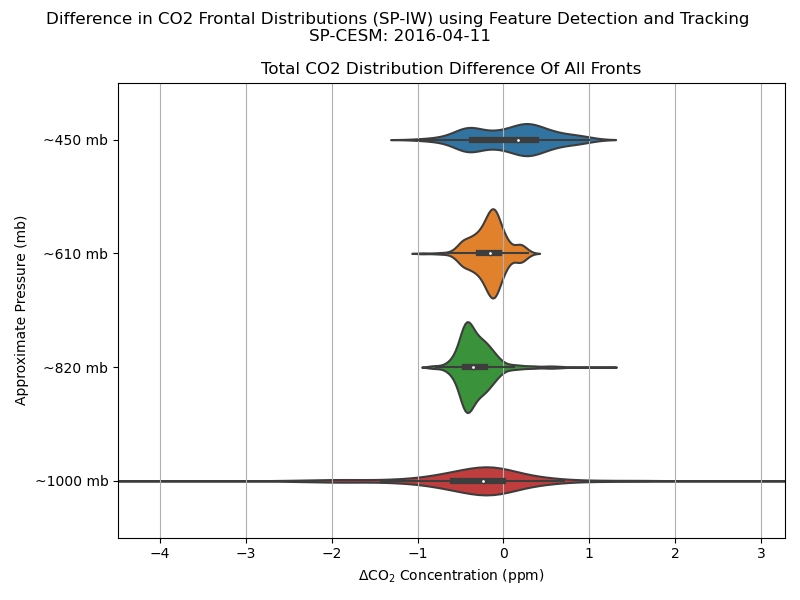 Difference in CO2 Frontal Distributions (SP-IW) using Feature Detection and Tracking
SP-CESM: 2016-04-11
Total CO2 Distribution Difference Of All Fronts
Approximate Pressure (mb)
~450 mb
~610 mb
~820 mb
~1000 mb
−4 −3 −2 −1 0 1 2 3
ΔCO₂ Concentration (ppm)